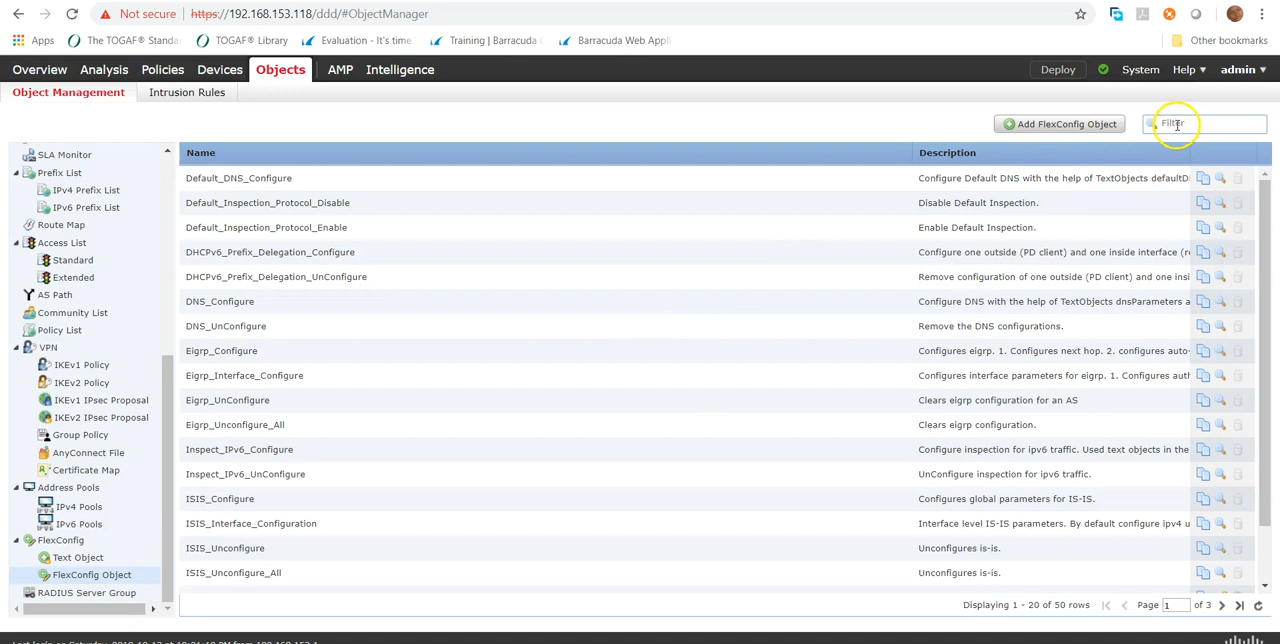 Not secure | https://192.168.153.118/ddd/#ObjectManager
Apps The TOGAF® Standa TOGAF® Library Evaluation - It's time Training | Barracuda Barracuda Web Appl Other bookmarks
Overview Analysis Policies Devices Objects AMP Intelligence Deploy System Help ▾ admin ▾
Object Management Intrusion Rules
Add FlexConfig Object Filter
Name Description
SLA Monitor
Prefix List
IPv4 Prefix List
IPv6 Prefix List
Route Map
Access List
Standard
Extended
AS Path
Community List
Policy List
VPN
IKEv1 Policy
IKEv2 Policy
IKEv1 IPsec Proposal
IKEv2 IPsec Proposal
Group Policy
AnyConnect File
Certificate Map
Address Pools
IPv4 Pools
IPv6 Pools
FlexConfig
Text Object
FlexConfig Object
RADIUS Server Group
Default_DNS_Configure Configure Default DNS with the help of TextObjects defaultD
Default_Inspection_Protocol_Disable Disable Default Inspection.
Default_Inspection_Protocol_Enable Enable Default Inspection.
DHCPv6_Prefix_Delegation_Configure Configure one outside (PD client) and one inside interface (re
DHCPv6_Prefix_Delegation_UnConfigure Remove configuration of one outside (PD client) and one insi
DNS_Configure Configure DNS with the help of TextObjects dnsParameters a
DNS_UnConfigure Remove the DNS configurations.
Eigrp_Configure Configures eigrp. 1. Configures next hop. 2. configures auto-
Eigrp_Interface_Configure Configures interface parameters for eigrp. 1. Configures aut
Eigrp_UnConfigure Clears eigrp configuration for an AS
Eigrp_Unconfigure_All Clears eigrp configuration.
Inspect_IPv6_Configure Configure inspection for ipv6 traffic. Used text objects in the
Inspect_IPv6_UnConfigure UnConfigure inspection for ipv6 traffic.
ISIS_Configure Configures global parameters for IS-IS.
ISIS_Interface_Configuration Interface level IS-IS parameters. By default configure ipv4 u
ISIS_Unconfigure Unconfigures is-is.
ISIS_Unconfigure_All Unconfigures is-is.
Displaying 1 - 20 of 50 rows Page 1 of 3